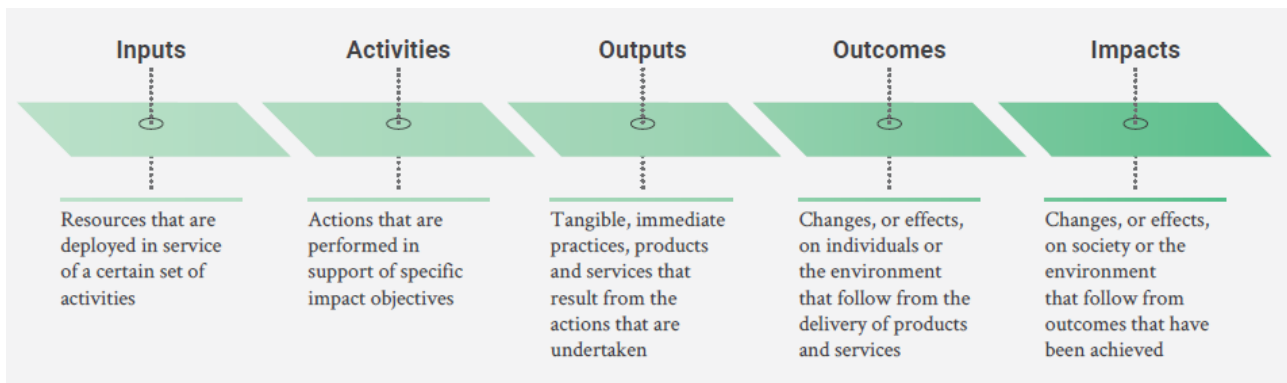 Inputs
Activities
Outputs
Outcomes
Impacts
Resources that are
deployed in service
of a certain set of
activities
Actions that are
performed in
support of specific
impact objectives
Tangible, immediate
practices, products
and services that
result from the
actions that are
undertaken
Changes, or effects,
on individuals or
the environment
that follow from the
delivery of products
and services
Changes, or effects,
on society or the
environment
that follow from
outcomes that have
been achieved